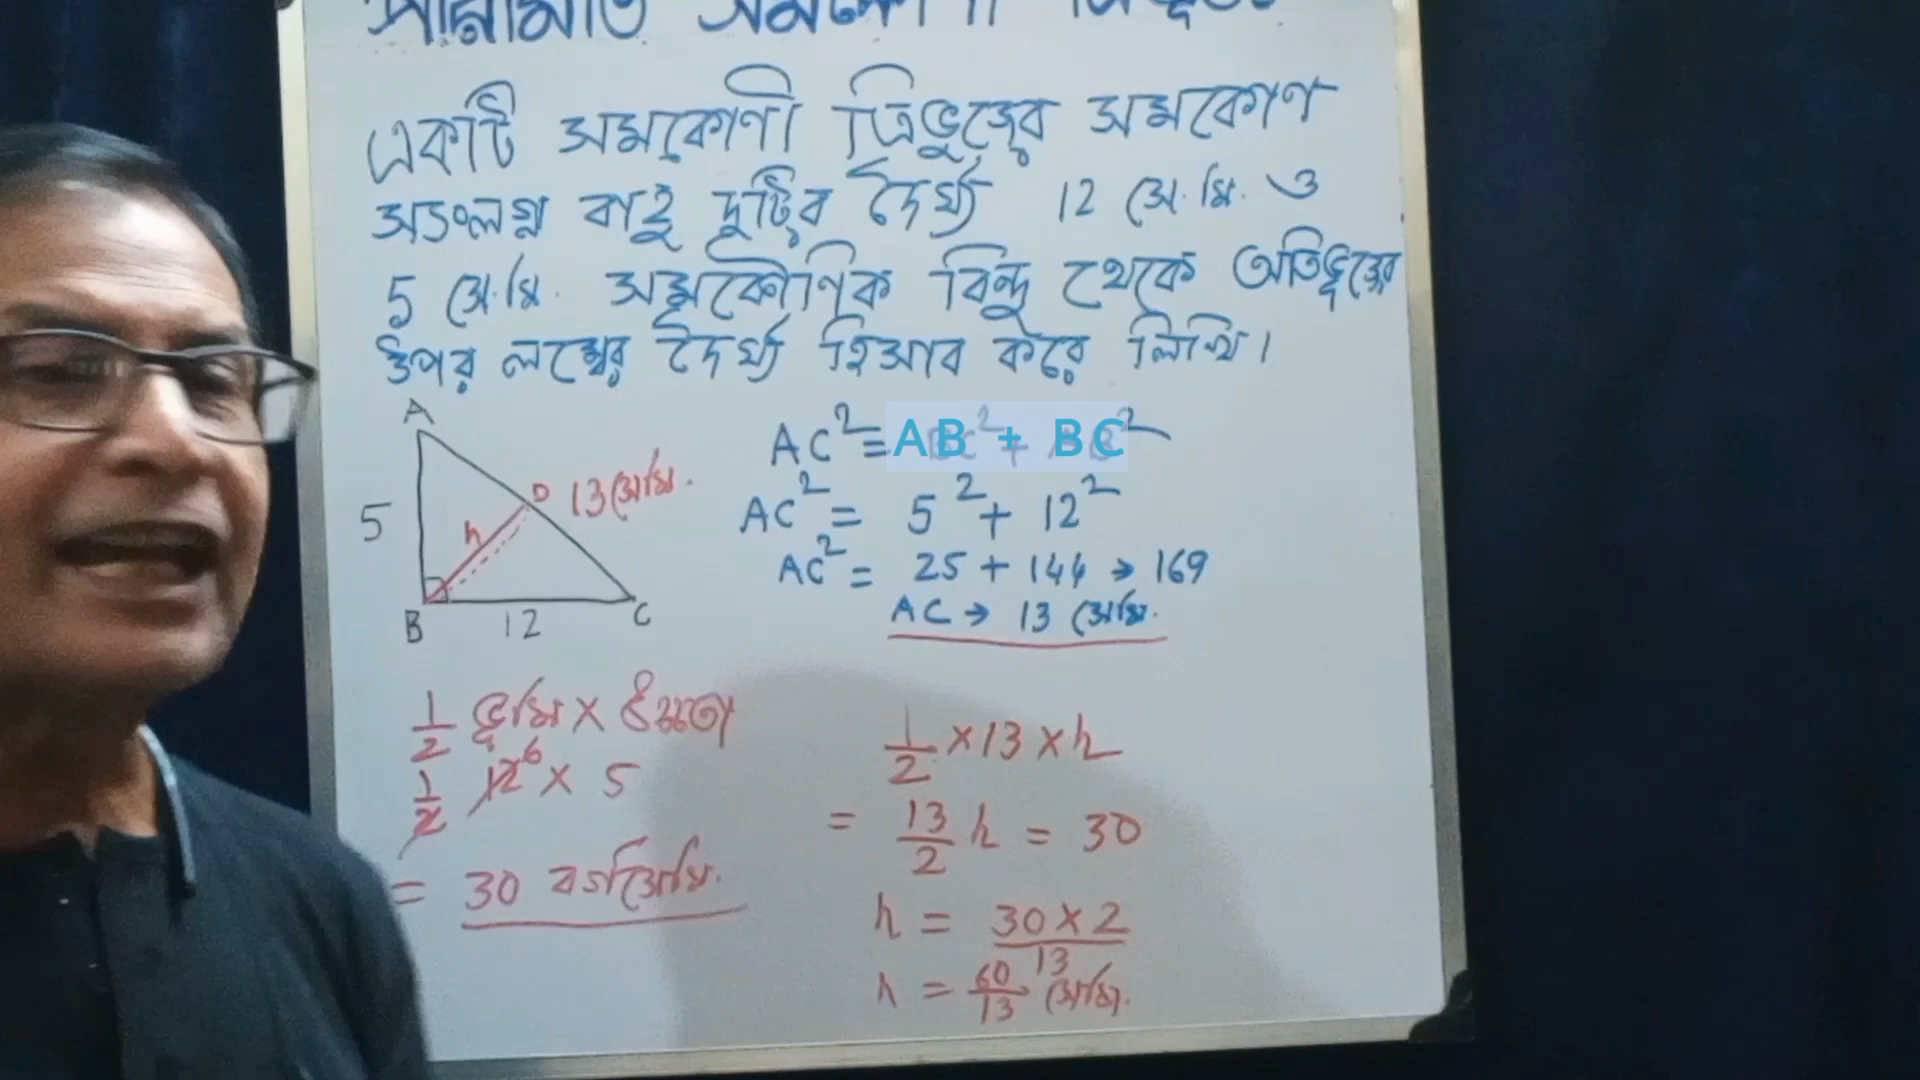 একটি সমকোণী ত্রিভুজের সমকোণ
সংলগ্ন বাহু দুটির দৈর্ঘ্য 12 সে.মি. ও
5 সে.মি. সমকৌণিক বিন্দু থেকে অতিভুজের
উপর লম্বের দৈর্ঘ্য হিসাব করে লিখি।
A
5
h
D
13 সেমি.
B
12
C
AC² = AB + BC²
AC² = 5² + 12²
AC² = 25 + 144 → 169
AC → 13 সেমি.
1/2 ভূমি × উচ্চতা
1/2 12 6 × 5
= 30 বর্গসেমি.
1/2 × 13 × h
= 13/2 h = 30
h = 30 × 2/13
h = 60/13 সেমি.